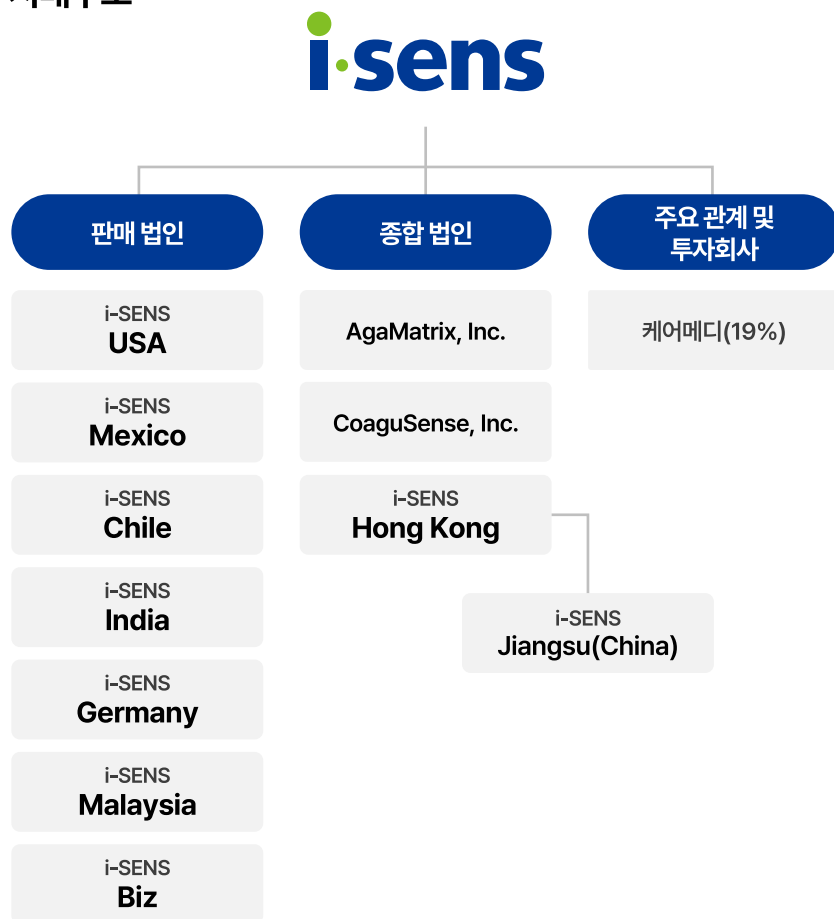 i·sens
판매 법인
종합 법인
주요 관계 및
투자회사
i-SENS
USA
i-SENS
Mexico
i-SENS
Chile
i-SENS
India
i-SENS
Germany
i-SENS
Malaysia
i-SENS
Biz
AgaMatrix, Inc.
CoaguSense, Inc.
i-SENS
Hong Kong
i-SENS
Jiangsu(China)
케어메디(19%)